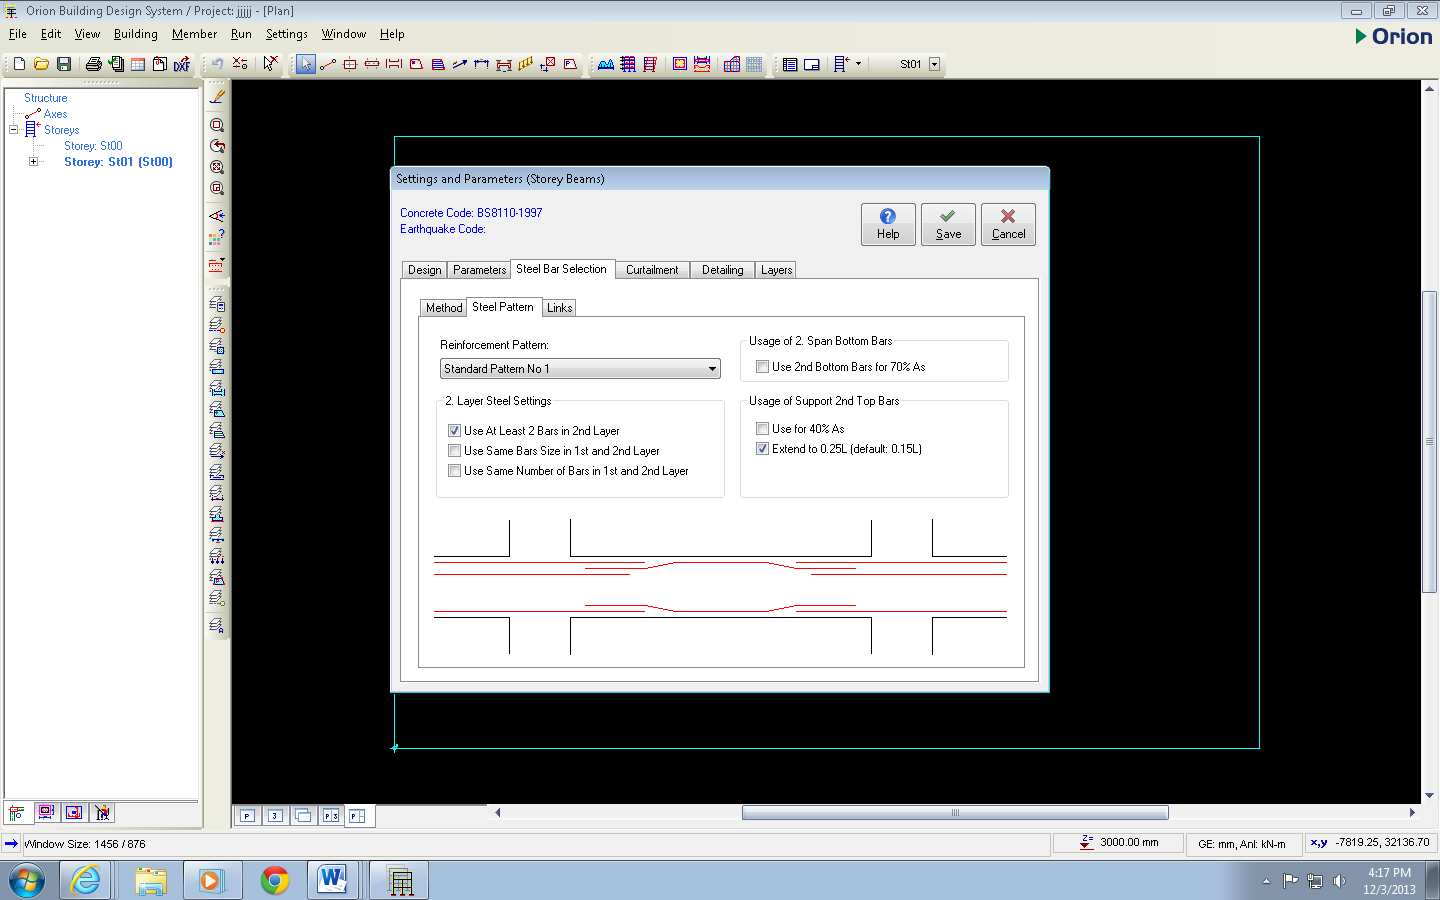 Orion Building Design System / Project: jjjjj - [Plan]
File Edit View Building Member Run Settings Window Help
Orion
DXF
St01
Structure
Axes
Storeys
Storey: St00
Storey: St01 (St00)
Settings and Parameters (Storey Beams)
Concrete Code: BS8110-1997
Earthquake Code:
Help Save Cancel
Design Parameters Steel Bar Selection Curtailment Detailing Layers
Method Steel Pattern Links
Reinforcement Pattern:
Standard Pattern No 1
Usage of 2. Span Bottom Bars
Use 2nd Bottom Bars for 70% As
2. Layer Steel Settings
Use At Least 2 Bars in 2nd Layer
Use Same Bars Size in 1st and 2nd Layer
Use Same Number of Bars in 1st and 2nd Layer
Usage of Support 2nd Top Bars
Use for 40% As
Extend to 0.25L (default: 0.15L)
P 3 P 3 P
Window Size: 1456 / 876
Z= 3000.00 mm
GE: mm, Anl: kN-m
x,y -7819.25, 32136.70
4:17 PM
12/3/2013